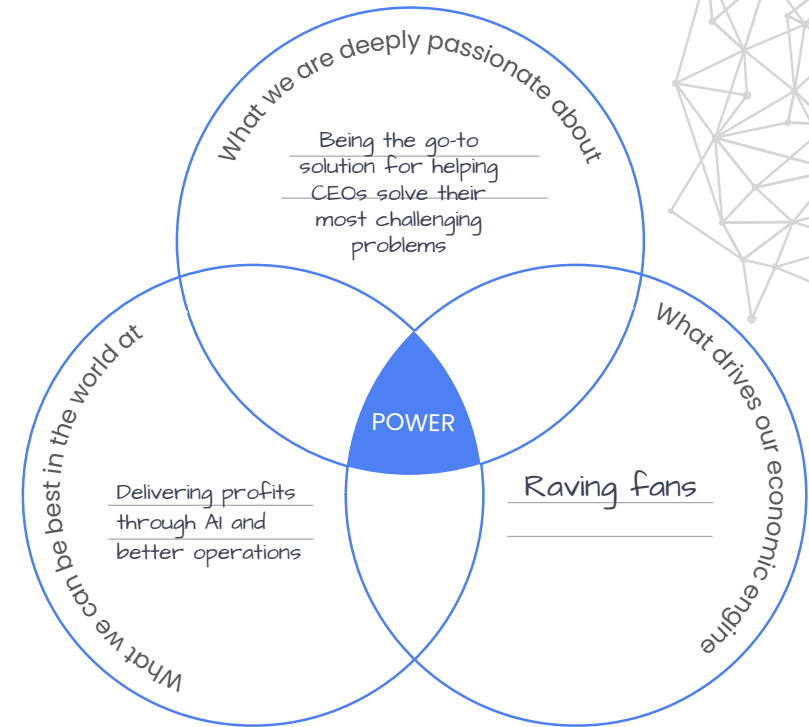 What we are deeply passionate about
Being the go-to
solution for helping
CEOs solve their
most challenging
problems
What we can be best in the world at
Delivering profits
through AI and
better operations
POWER
What drives our economic engine
Raving fans